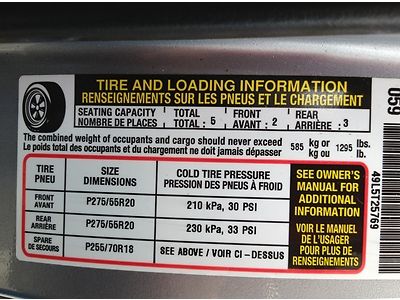 TIRE AND LOADING INFORMATION
RENSEIGNEMENTS SUR LES PNEUS ET LE CHARGEMENT
SEATING CAPACITY TOTAL : 5 FRONT : 2 REAR : 3
NOMBRE DE PLACES TOTAL : 5 AVANT : 2 ARRIÈRE : 3
The combined weight of occupants and cargo should never exceed 585 kg or 1295 lbs.
Le poids total des occupants et du chargement ne doit jamais dépasser kg ou lb.
TIRE SIZE COLD TIRE PRESSURE
PNEU DIMENSIONS PRESSION DES PNEUS À FROID
FRONT
AVANT P275/55R20 210 kPa, 30 PSI
REAR
ARRIÈRE P275/55R20 230 kPa, 33 PSI
SPARE
DE SECOURS P255/70R18 SEE ABOVE / VOIR CI – DESSUS
SEE OWNER'S
MANUAL FOR
ADDITIONAL
INFORMATION
VOIR LE MANUEL
DE L'USAGER
POUR PLUS DE
RENSEIGNEMENTS
059
49L5T25769